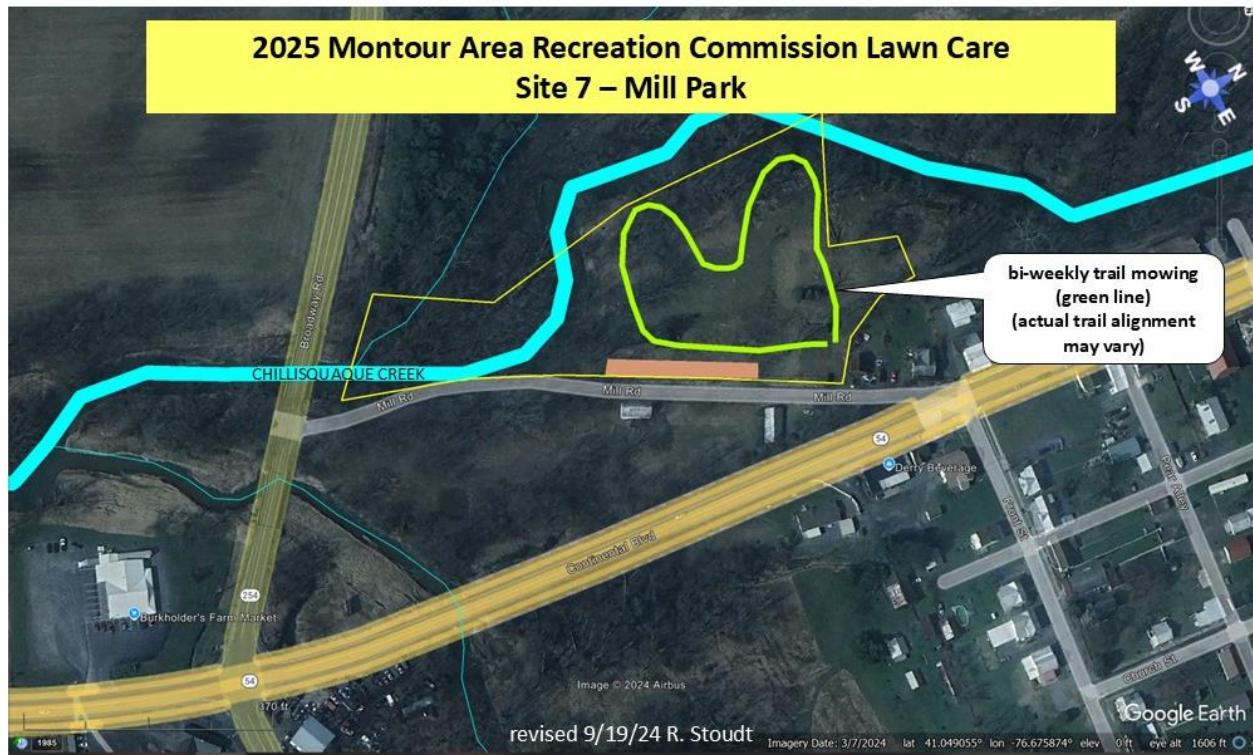 2025 Montour Area Recreation Commission Lawn Care
Site 7 – Mill Park
N
W
E
S
Broadway Rd
bi-weekly trail mowing
(green line)
(actual trail alignment
may vary)
CHILLISQUAQUE CREEK
Mill Rd
Mill Rd
Mill Rd
54
Derry Beverage
Front St
Pear Alley
Continental Blvd
254
Burkholder's Farm Market
Church St
54
Image © 2024 Airbus
370 ft
Google Earth
revised 9/19/24 R. Stoudt
1985
Imagery Date: 3/7/2024 lat 41.049055° lon -76.675874° elev 0 ft eye alt 1606 ft